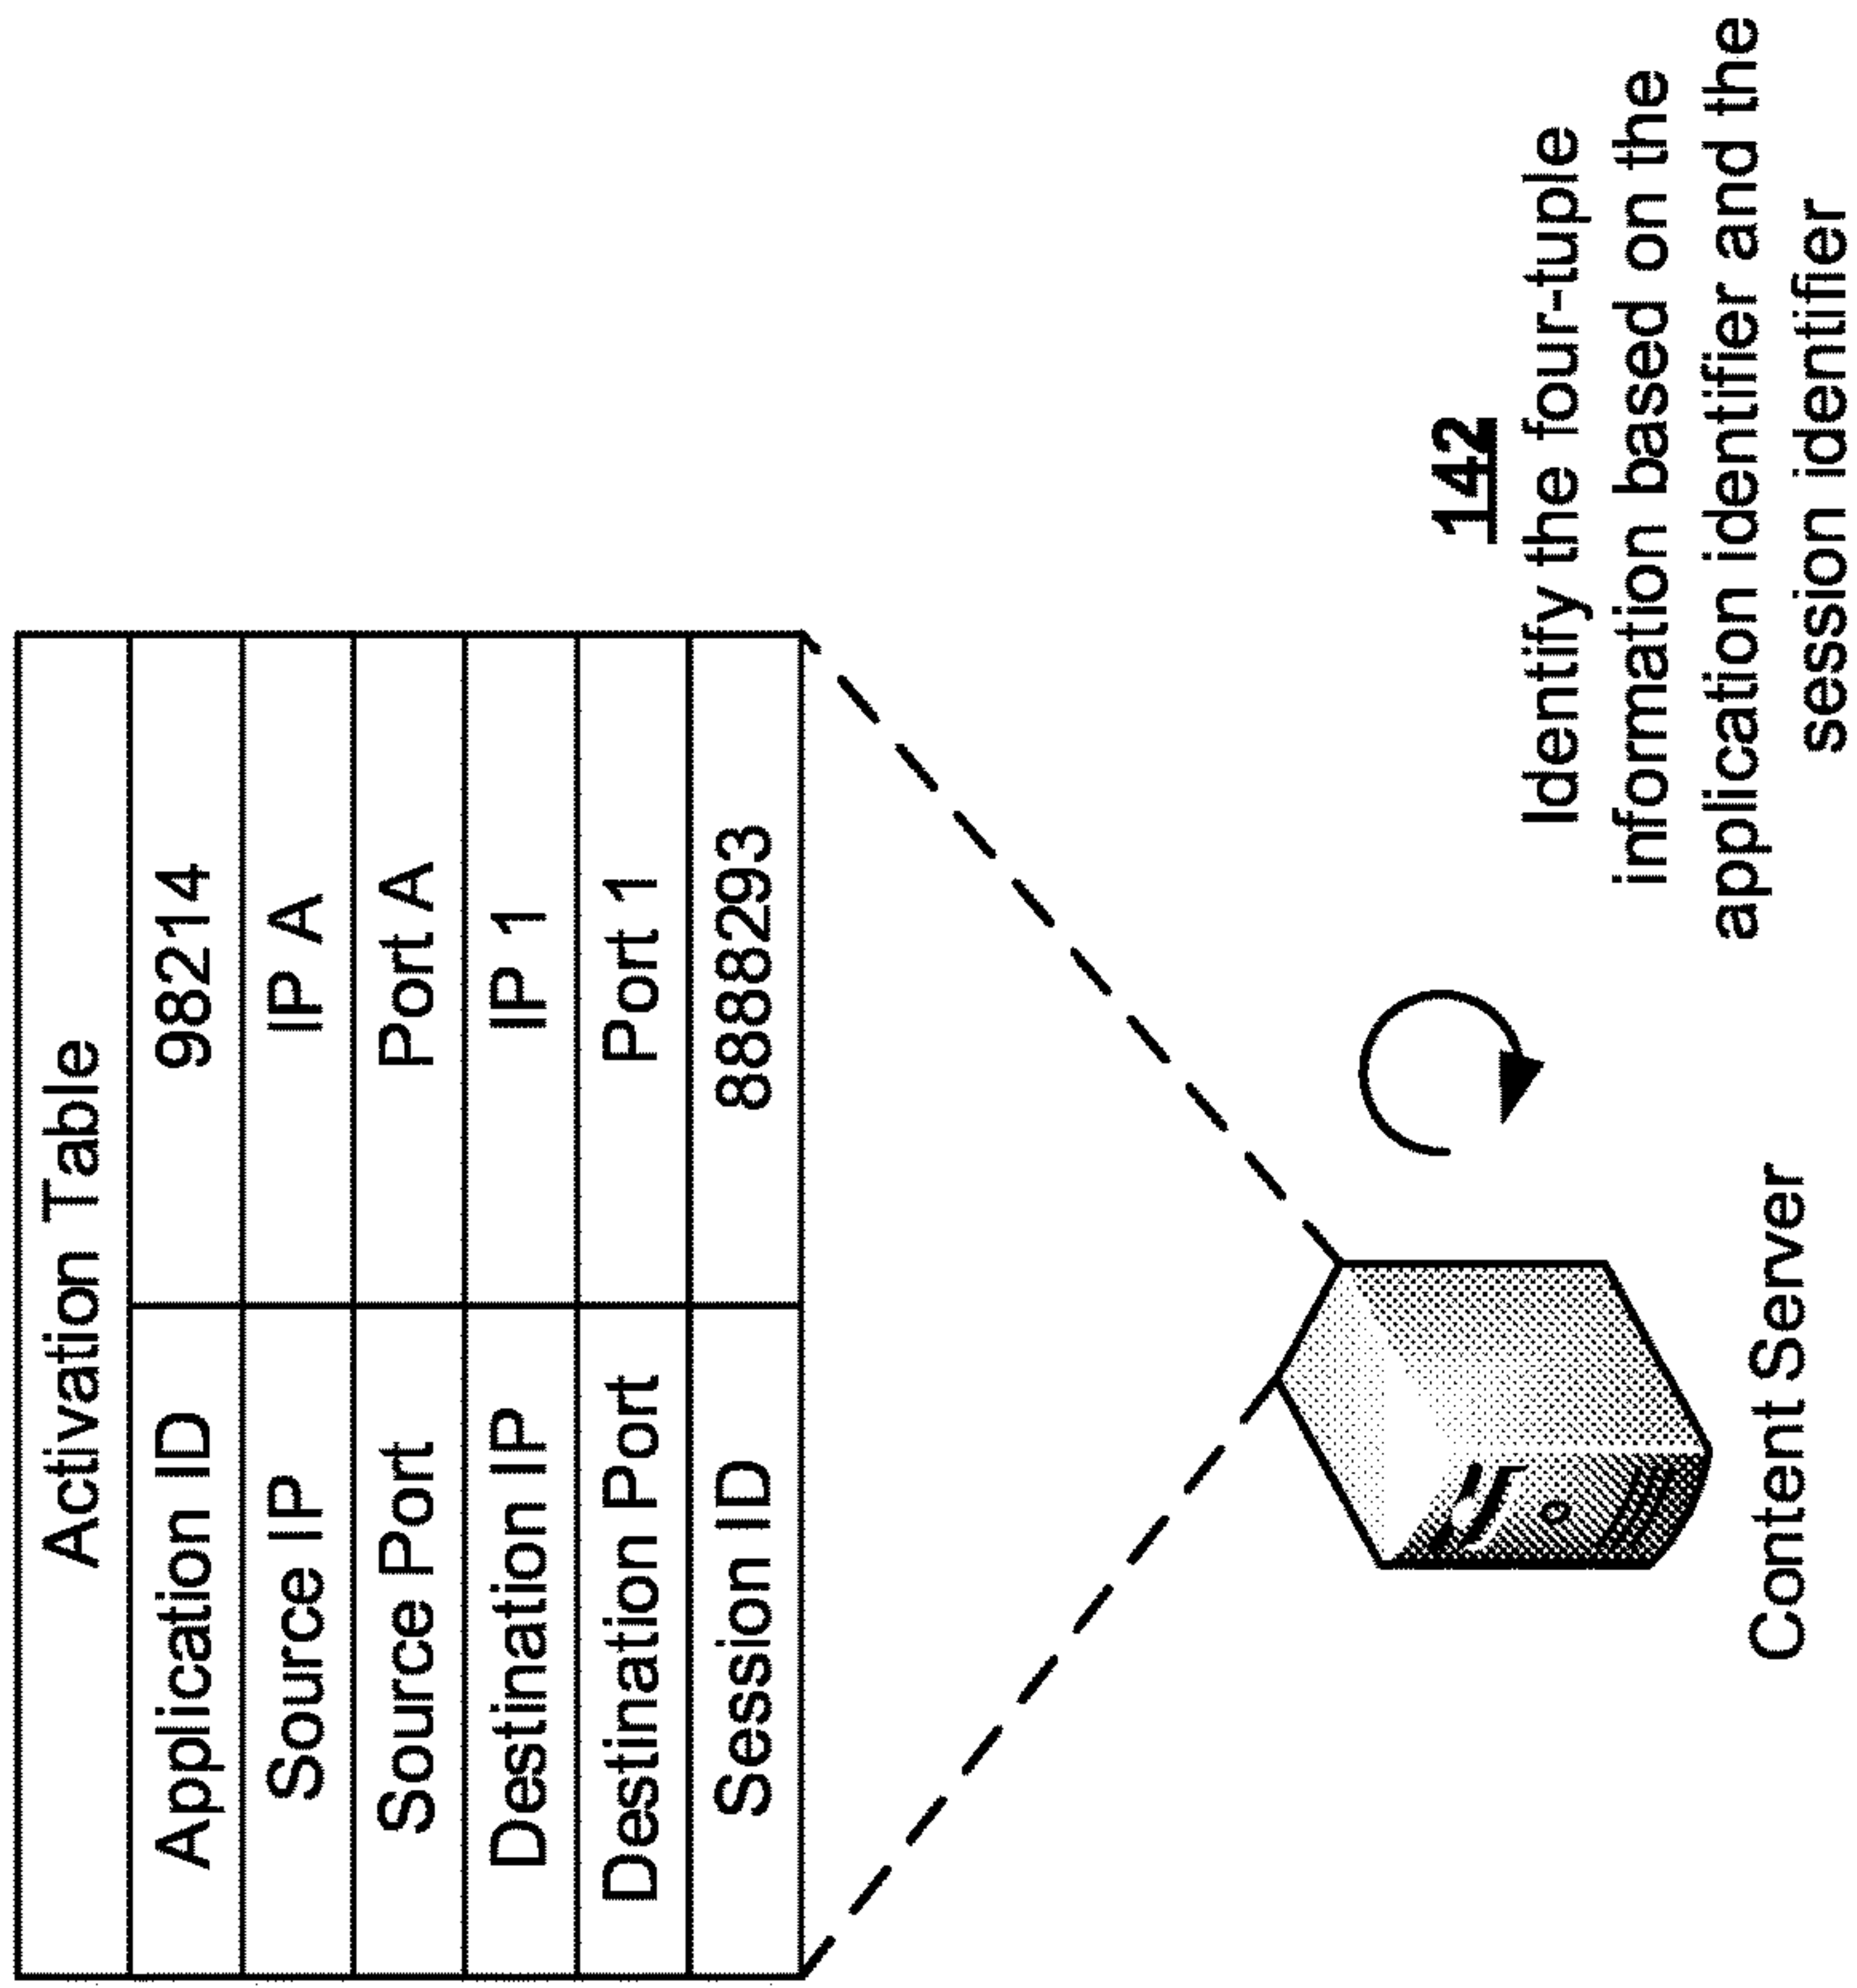 Activation Table
Application ID 98214
Source IP IP A
Source Port Port A
Destination IP IP 1
Destination Port Port 1
Session ID 8888293
142
Identify the four-tuple
information based on the
application identifier and the
session identifier
Content Server